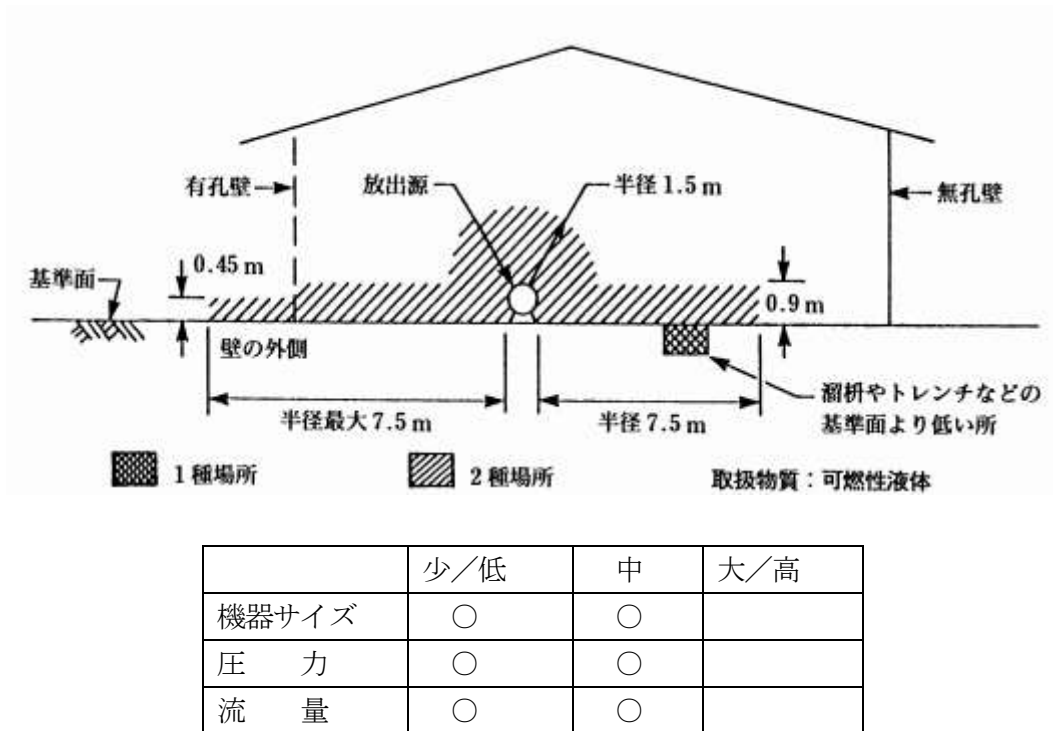 有孔壁
放出源
半径 1.5 m
無孔壁
基準面
0.45 m
0.9 m
壁の外側
溜枡やトレンチなどの
基準面より低い所
半径最大 7.5 m
半径 7.5 m
1 種場所
2 種場所
取扱物質：可燃性液体
少／低 中 大／高
機器サイズ ○ ○
圧 力 ○ ○
流 量 ○ ○